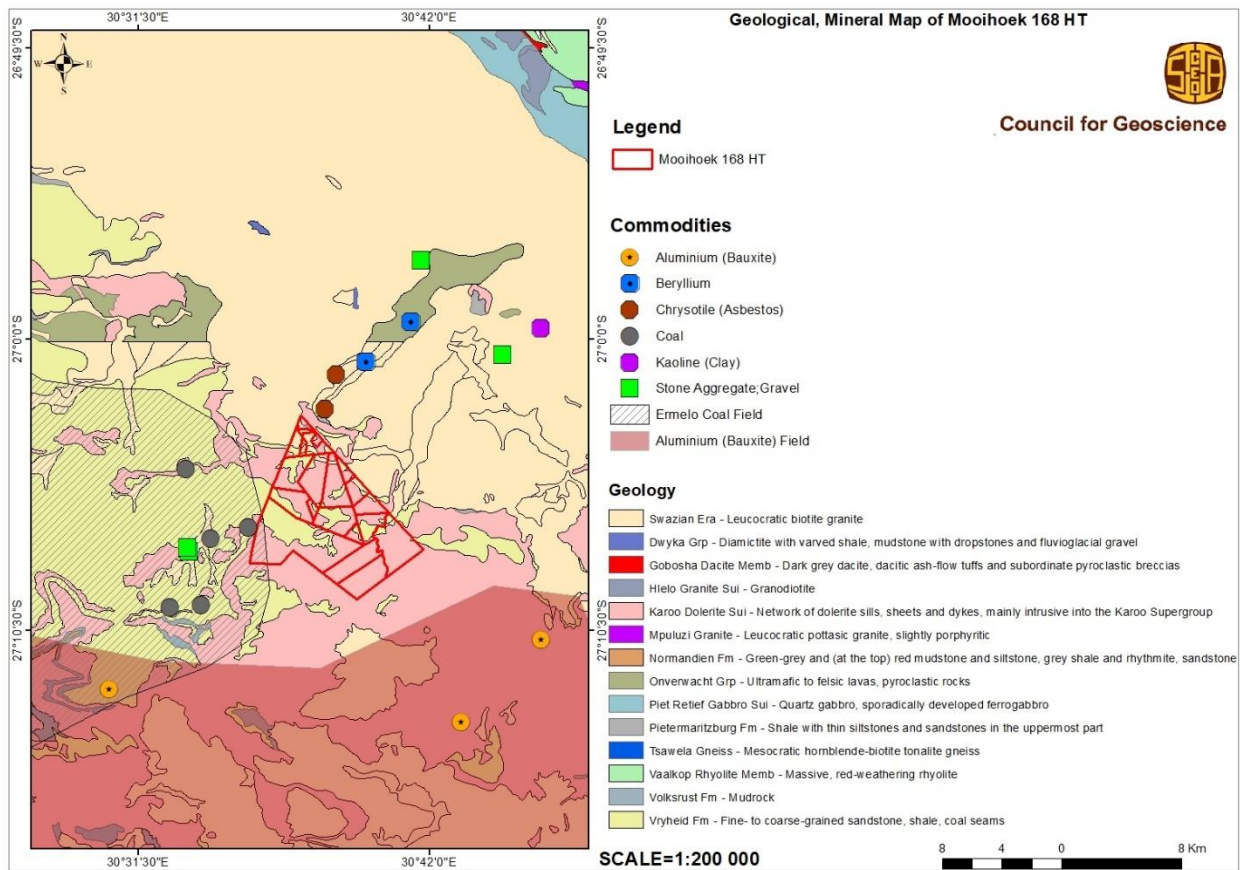 Geological, Mineral Map of Mooihoek 168 HT
30°31'30"E
30°42'0"E
26°49'30"S
26°49'30"S
N
W
E
S
27°0'0"S
27°0'0"S
27°10'30"S
27°10'30"S
30°31'30"E
30°42'0"E
Council for Geoscience
Legend
Mooihoek 168 HT
Commodities
Aluminium (Bauxite)
Beryllium
Chrysotile (Asbestos)
Coal
Kaoline (Clay)
Stone Aggregate;Gravel
Ermelo Coal Field
Aluminium (Bauxite) Field
Geology
Swazian Era - Leucocratic biotite granite
Dwyka Grp - Diamictite with varved shale, mudstone with dropstones and fluvioglacial gravel
Gobosha Dacite Memb - Dark grey dacite, dacitic ash-flow tuffs and subordinate pyroclastic breccias
Hlelo Granite Sui - Granodiotite
Karoo Dolerite Sui - Network of dolerite sills, sheets and dykes, mainly intrusive into the Karoo Supergroup
Mpuluzi Granite - Leucocratic pottasic granite, slightly porphyritic
Normandien Fm - Green-grey and (at the top) red mudstone and siltstone, grey shale and rhythmite, sandstone
Onverwacht Grp - Ultramafic to felsic lavas, pyroclastic rocks
Piet Retief Gabbro Sui - Quartz gabbro, sporadically developed ferrogabbro
Pietermaritzburg Fm - Shale with thin siltstones and sandstones in the uppermost part
Tsawela Gneiss - Mesocratic hornblende-biotite tonalite gneiss
Vaalkop Rhyolite Memb - Massive, red-weathering rhyolite
Volksrust Fm - Mudrock
Vryheid Fm - Fine- to coarse-grained sandstone, shale, coal seams
SCALE=1:200 000
8 4 0 8 Km